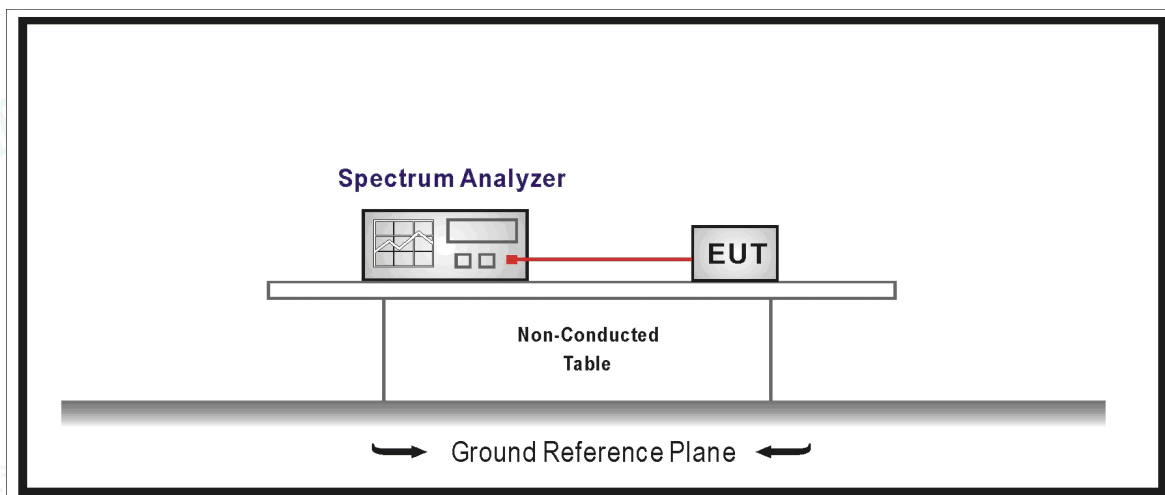 Spectrum Analyzer
EUT
Non-Conducted
Table
Ground Reference Plane